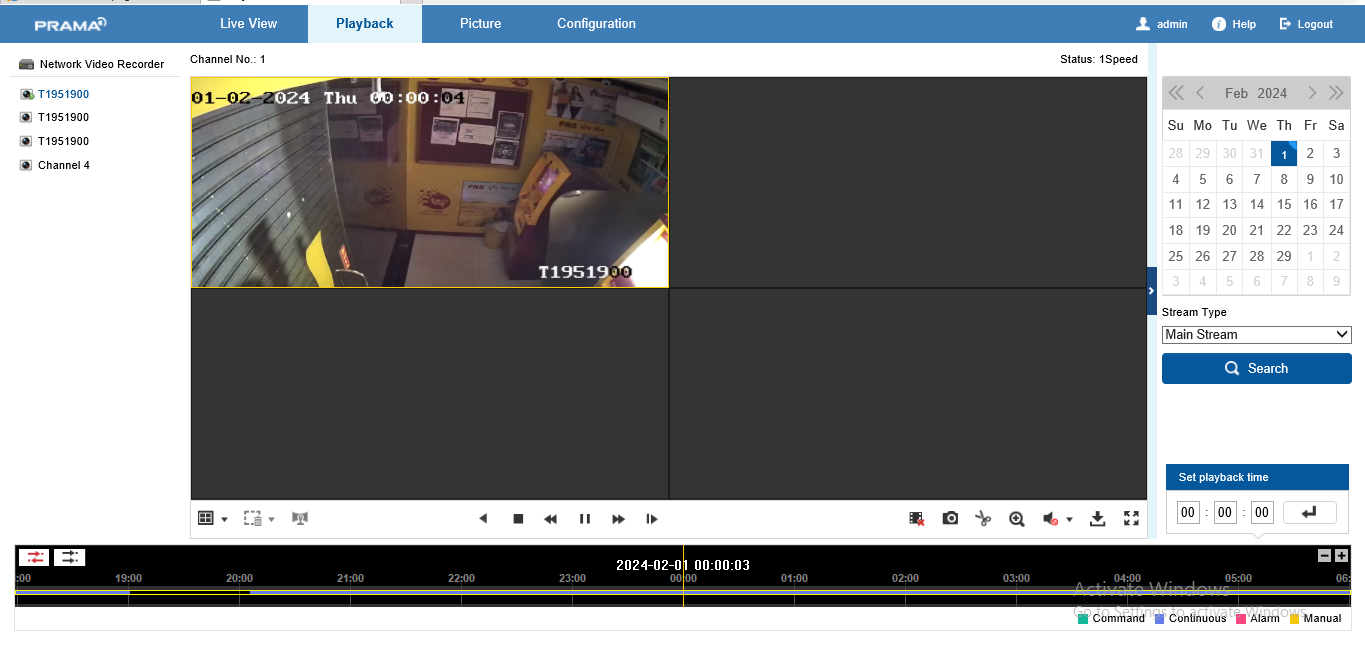 PRAMA
Live View
Playback
Picture
Configuration
admin
Help
Logout
Network Video Recorder
T1951900
T1951900
T1951900
Channel 4
Channel No.: 1
Status: 1Speed
01-02-2024 Thu 00:00:04
PNB
PNB
T1951900
Feb 2024
Su Mo Tu We Th Fr Sa
28 29 30 31 1 2 3
4 5 6 7 8 9 10
11 12 13 14 15 16 17
18 19 20 21 22 23 24
25 26 27 28 29 1 2
3 4 5 6 7 8 9
Stream Type
Main Stream
Search
Set playback time
00 : 00 : 00
2024-02-01 00:00:03
:00 19:00 20:00 21:00 22:00 23:00 00:00 01:00 02:00 03:00 04:00 05:00 06:
Activate Windows
Go to Settings to activate Windows.
Command Continuous Alarm Manual